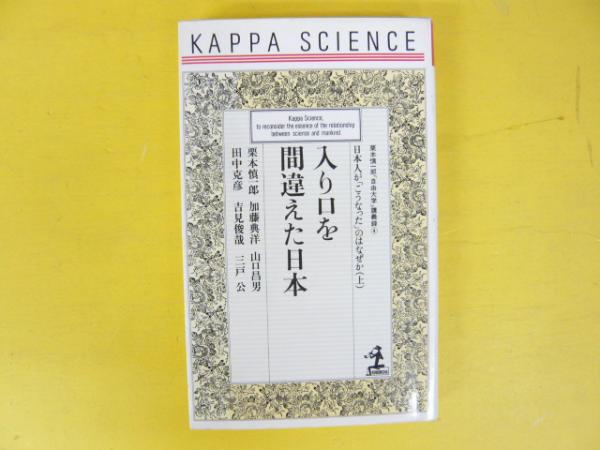 KAPPA SCIENCE
Kappa Science,
to reconsider the essence of the relationship
between science and mankind.
栗本慎一郎「自由大学」講義録④
日本人が「こうなった」のはなぜか(上)
入り口を
間違えた日本
栗本慎一郎 加藤典洋 山口昌男
田中克彦 吉見俊哉 三戸 公